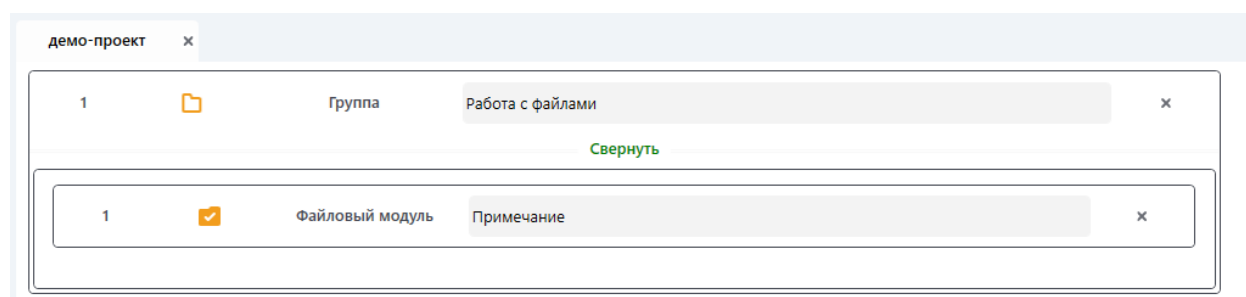 демо-проект ×
1 Группа Работа с файлами ×
Свернуть
1 Файловый модуль Примечание ×